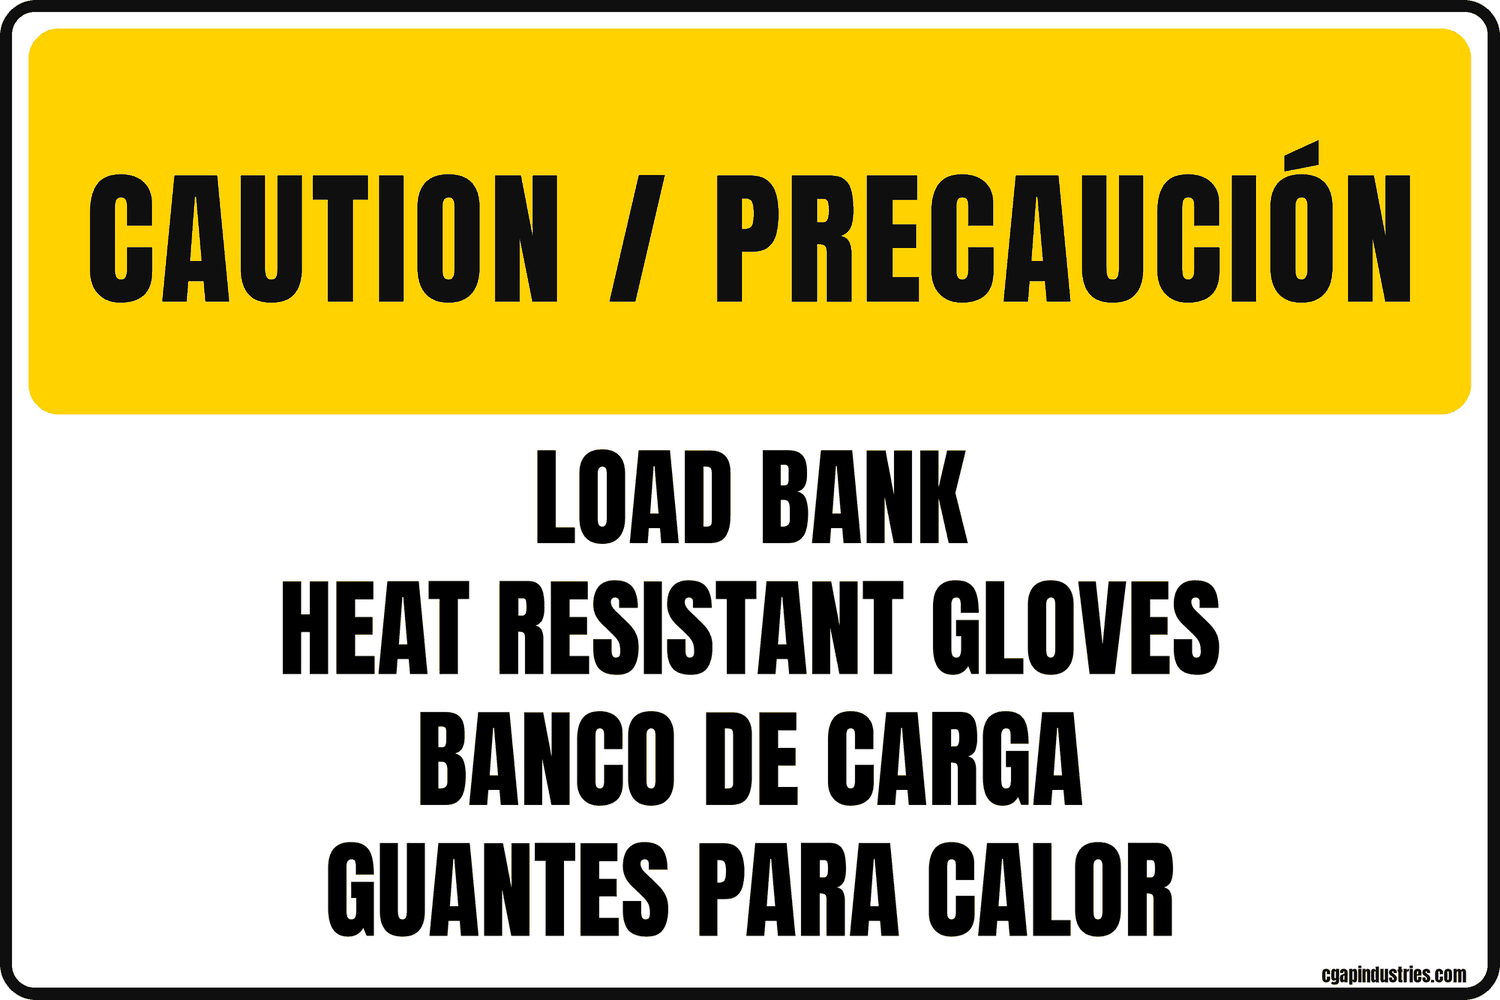 CAUTION / PRECAUCIÓN
LOAD BANK
HEAT RESISTANT GLOVES
BANCO DE CARGA
GUANTES PARA CALOR
cgapindustries.com